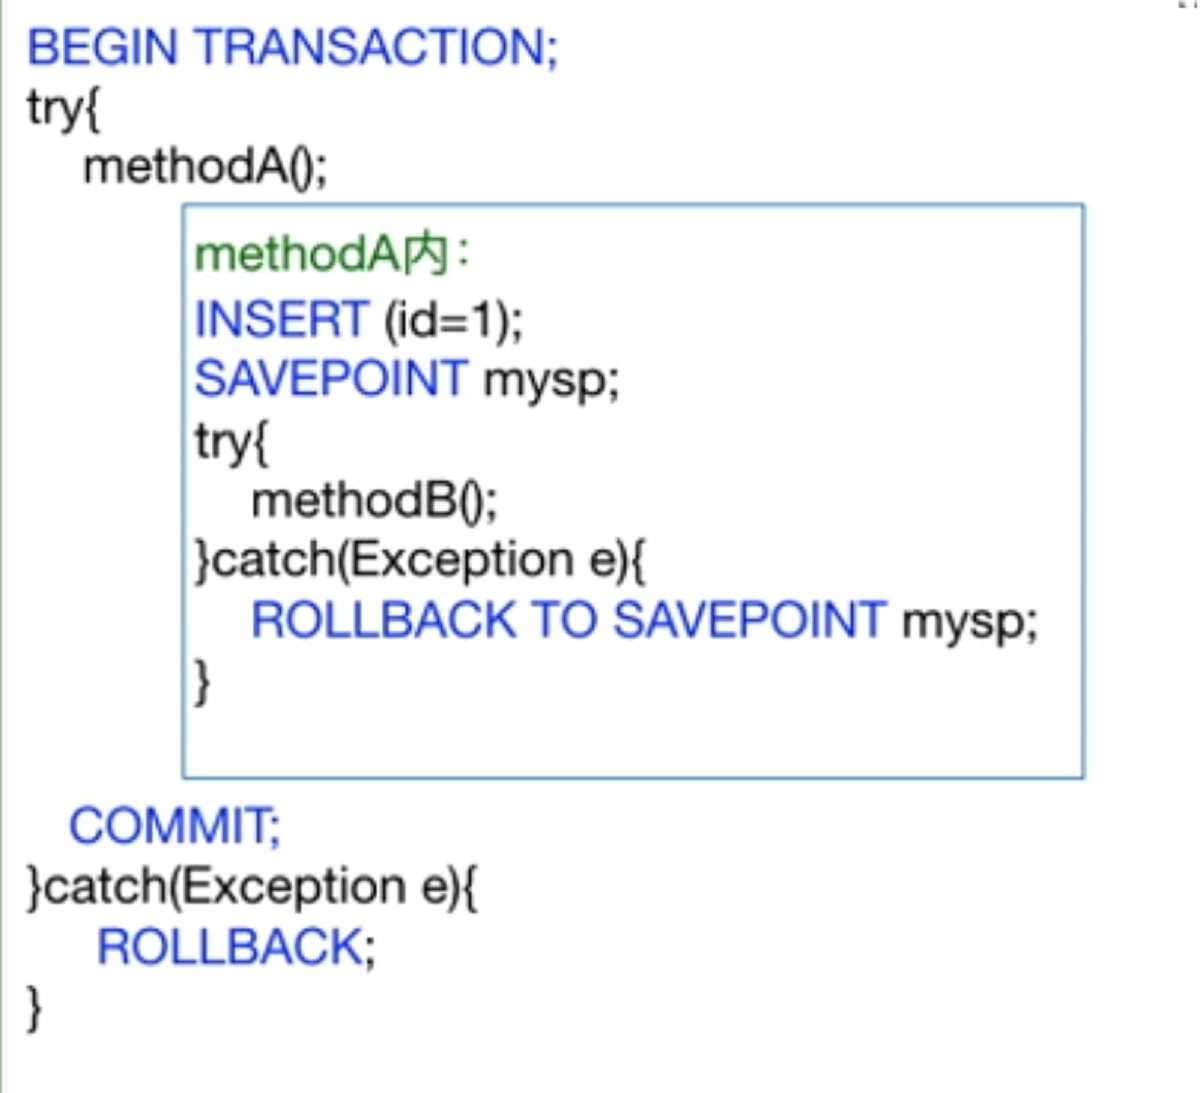 BEGIN TRANSACTION;
try{
methodA();
methodA内：
INSERT (id=1);
SAVEPOINT mysp;
try{
methodB();
}catch(Exception e){
ROLLBACK TO SAVEPOINT mysp;
}
COMMIT;
}catch(Exception e){
ROLLBACK;
}